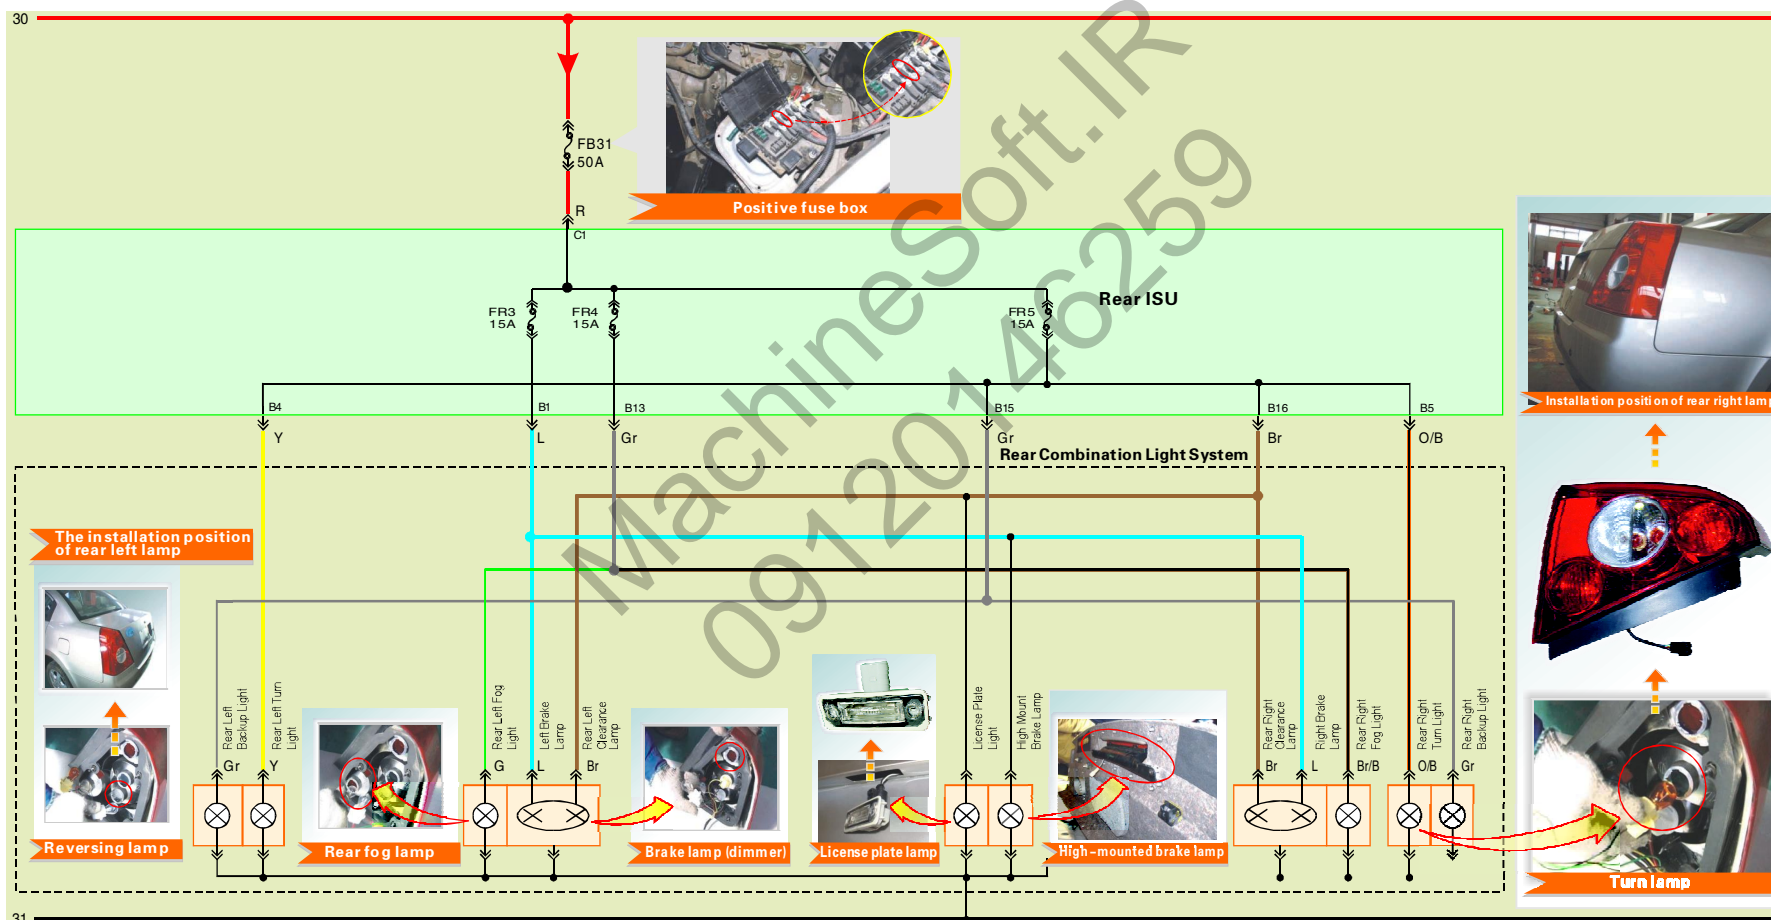 30
FB31
50A
Positive fuse box
R
C1
Rear ISU
FR3
15A
FR4
15A
FR5
15A
Installation position of rear right lamp
B4
B1
B13
B15
B16
B5
Y
L
Gr
Gr
Br
O/B
Rear Combination Light System
MachineSoft.IR
09120146259
The installation position
of rear left lamp
Rear Left
Backup Light
Rear Left Turn
Light
Rear Left Fog
Light
Left Brake
Lamp
Rear Left
Clearance
Lamp
License Plate
Light
High Mount
Brake Lamp
Rear Right
Clearance
Lamp
Right Brake
Lamp
Rear Right
Fog Light
Rear Right
Turn Light
Rear Right
Backup Light
Gr
Y
G
L
Br
Br
L
Br/B
O/B
Gr
Reversing lamp
Rear fog lamp
Brake lamp (dimmer)
License plate lamp
High-mounted brake lamp
Turn lamp
31